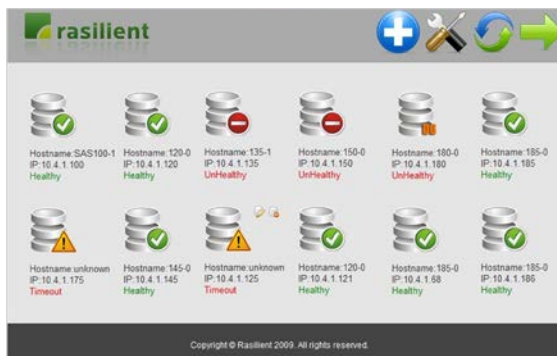 rasilient
Hostname:SAS100-1
IP:10.4.1.100
Healthy
Hostname:120-0
IP:10.4.1.120
Healthy
Hostname:135-1
IP:10.4.1.135
UnHealthy
Hostname:150-0
IP:10.4.1.150
UnHealthy
Hostname:180-0
IP:10.4.1.180
UnHealthy
Hostname:185-0
IP:10.4.1.185
Healthy
Hostname:unknown
IP:10.4.1.175
Timeout
Hostname:145-0
IP:10.4.1.145
Healthy
Hostname:unknown
IP:10.4.1.125
Timeout
Hostname:120-0
IP:10.4.1.121
Healthy
Hostname:185-0
IP:10.4.1.68
Healthy
Hostname:185-0
IP:10.4.1.186
Healthy
Copyright © Rasilient 2009. All rights reserved.